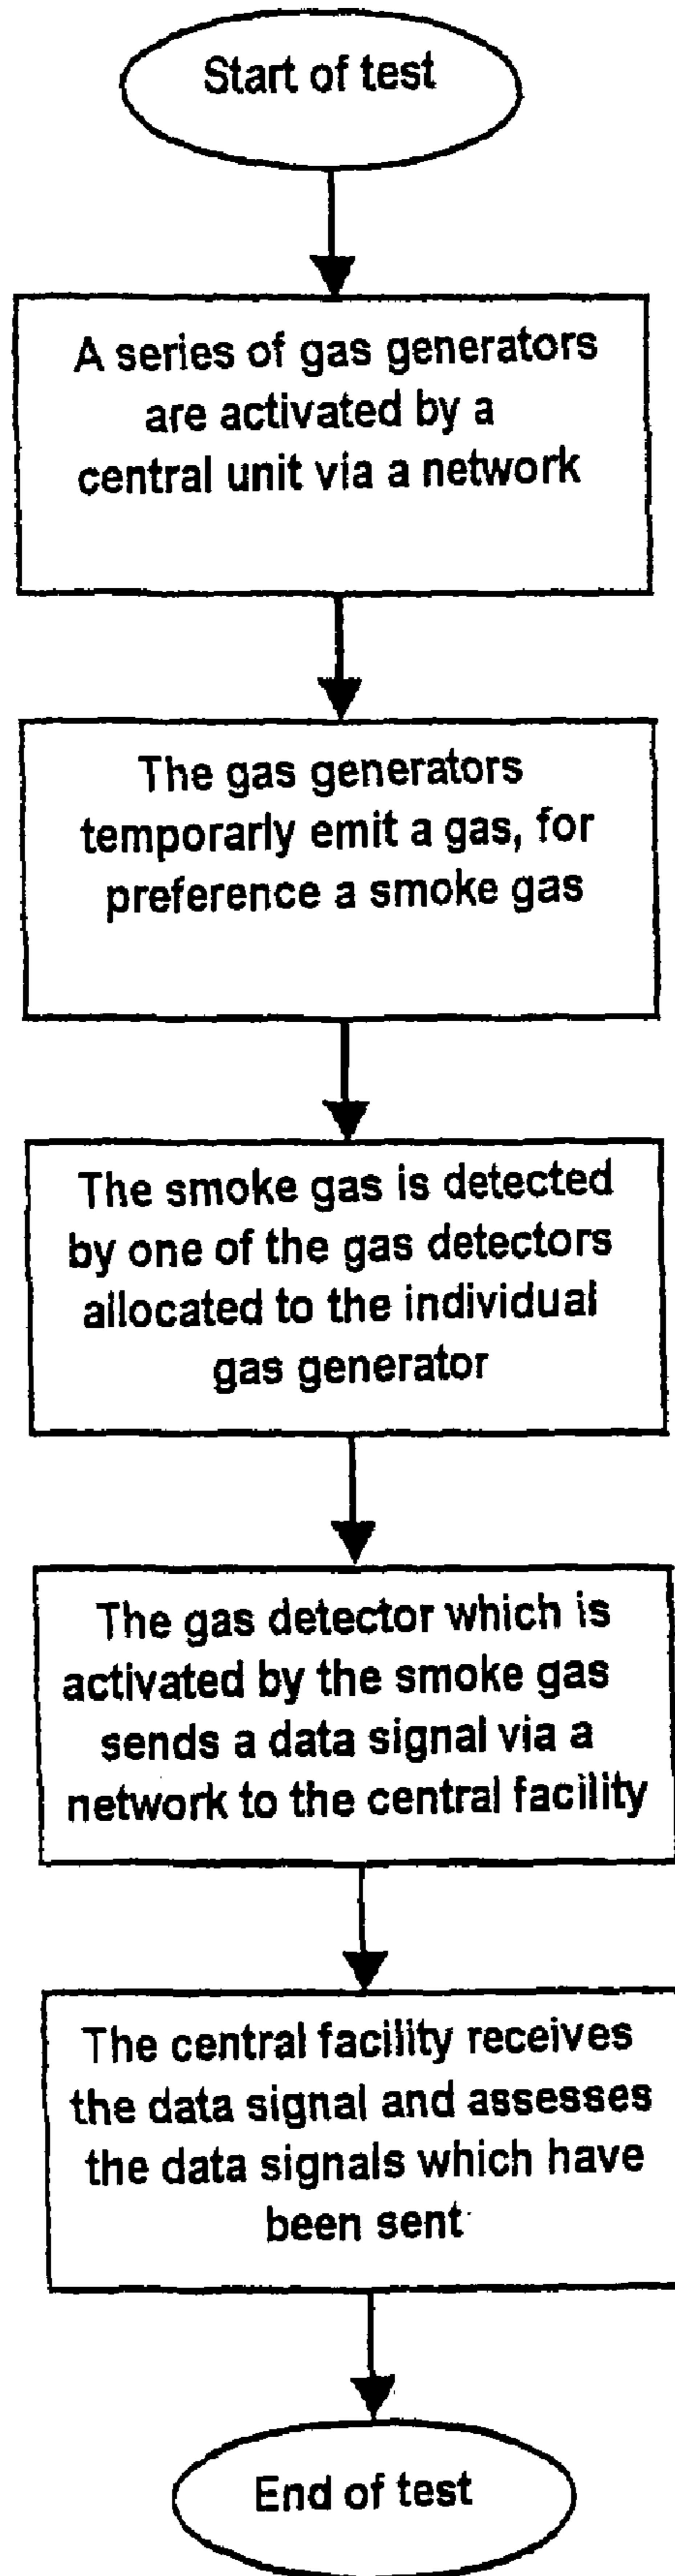 Start of test
A series of gas generators
are activated by a
central unit via a network
The gas generators
temporarly emit a gas, for
preference a smoke gas
The smoke gas is detected
by one of the gas detectors
allocated to the individual
gas generator
The gas detector which is
activated by the smoke gas
sends a data signal via a
network to the central facility
The central facility receives
the data signal and assesses
the data signals which have
been sent
End of test